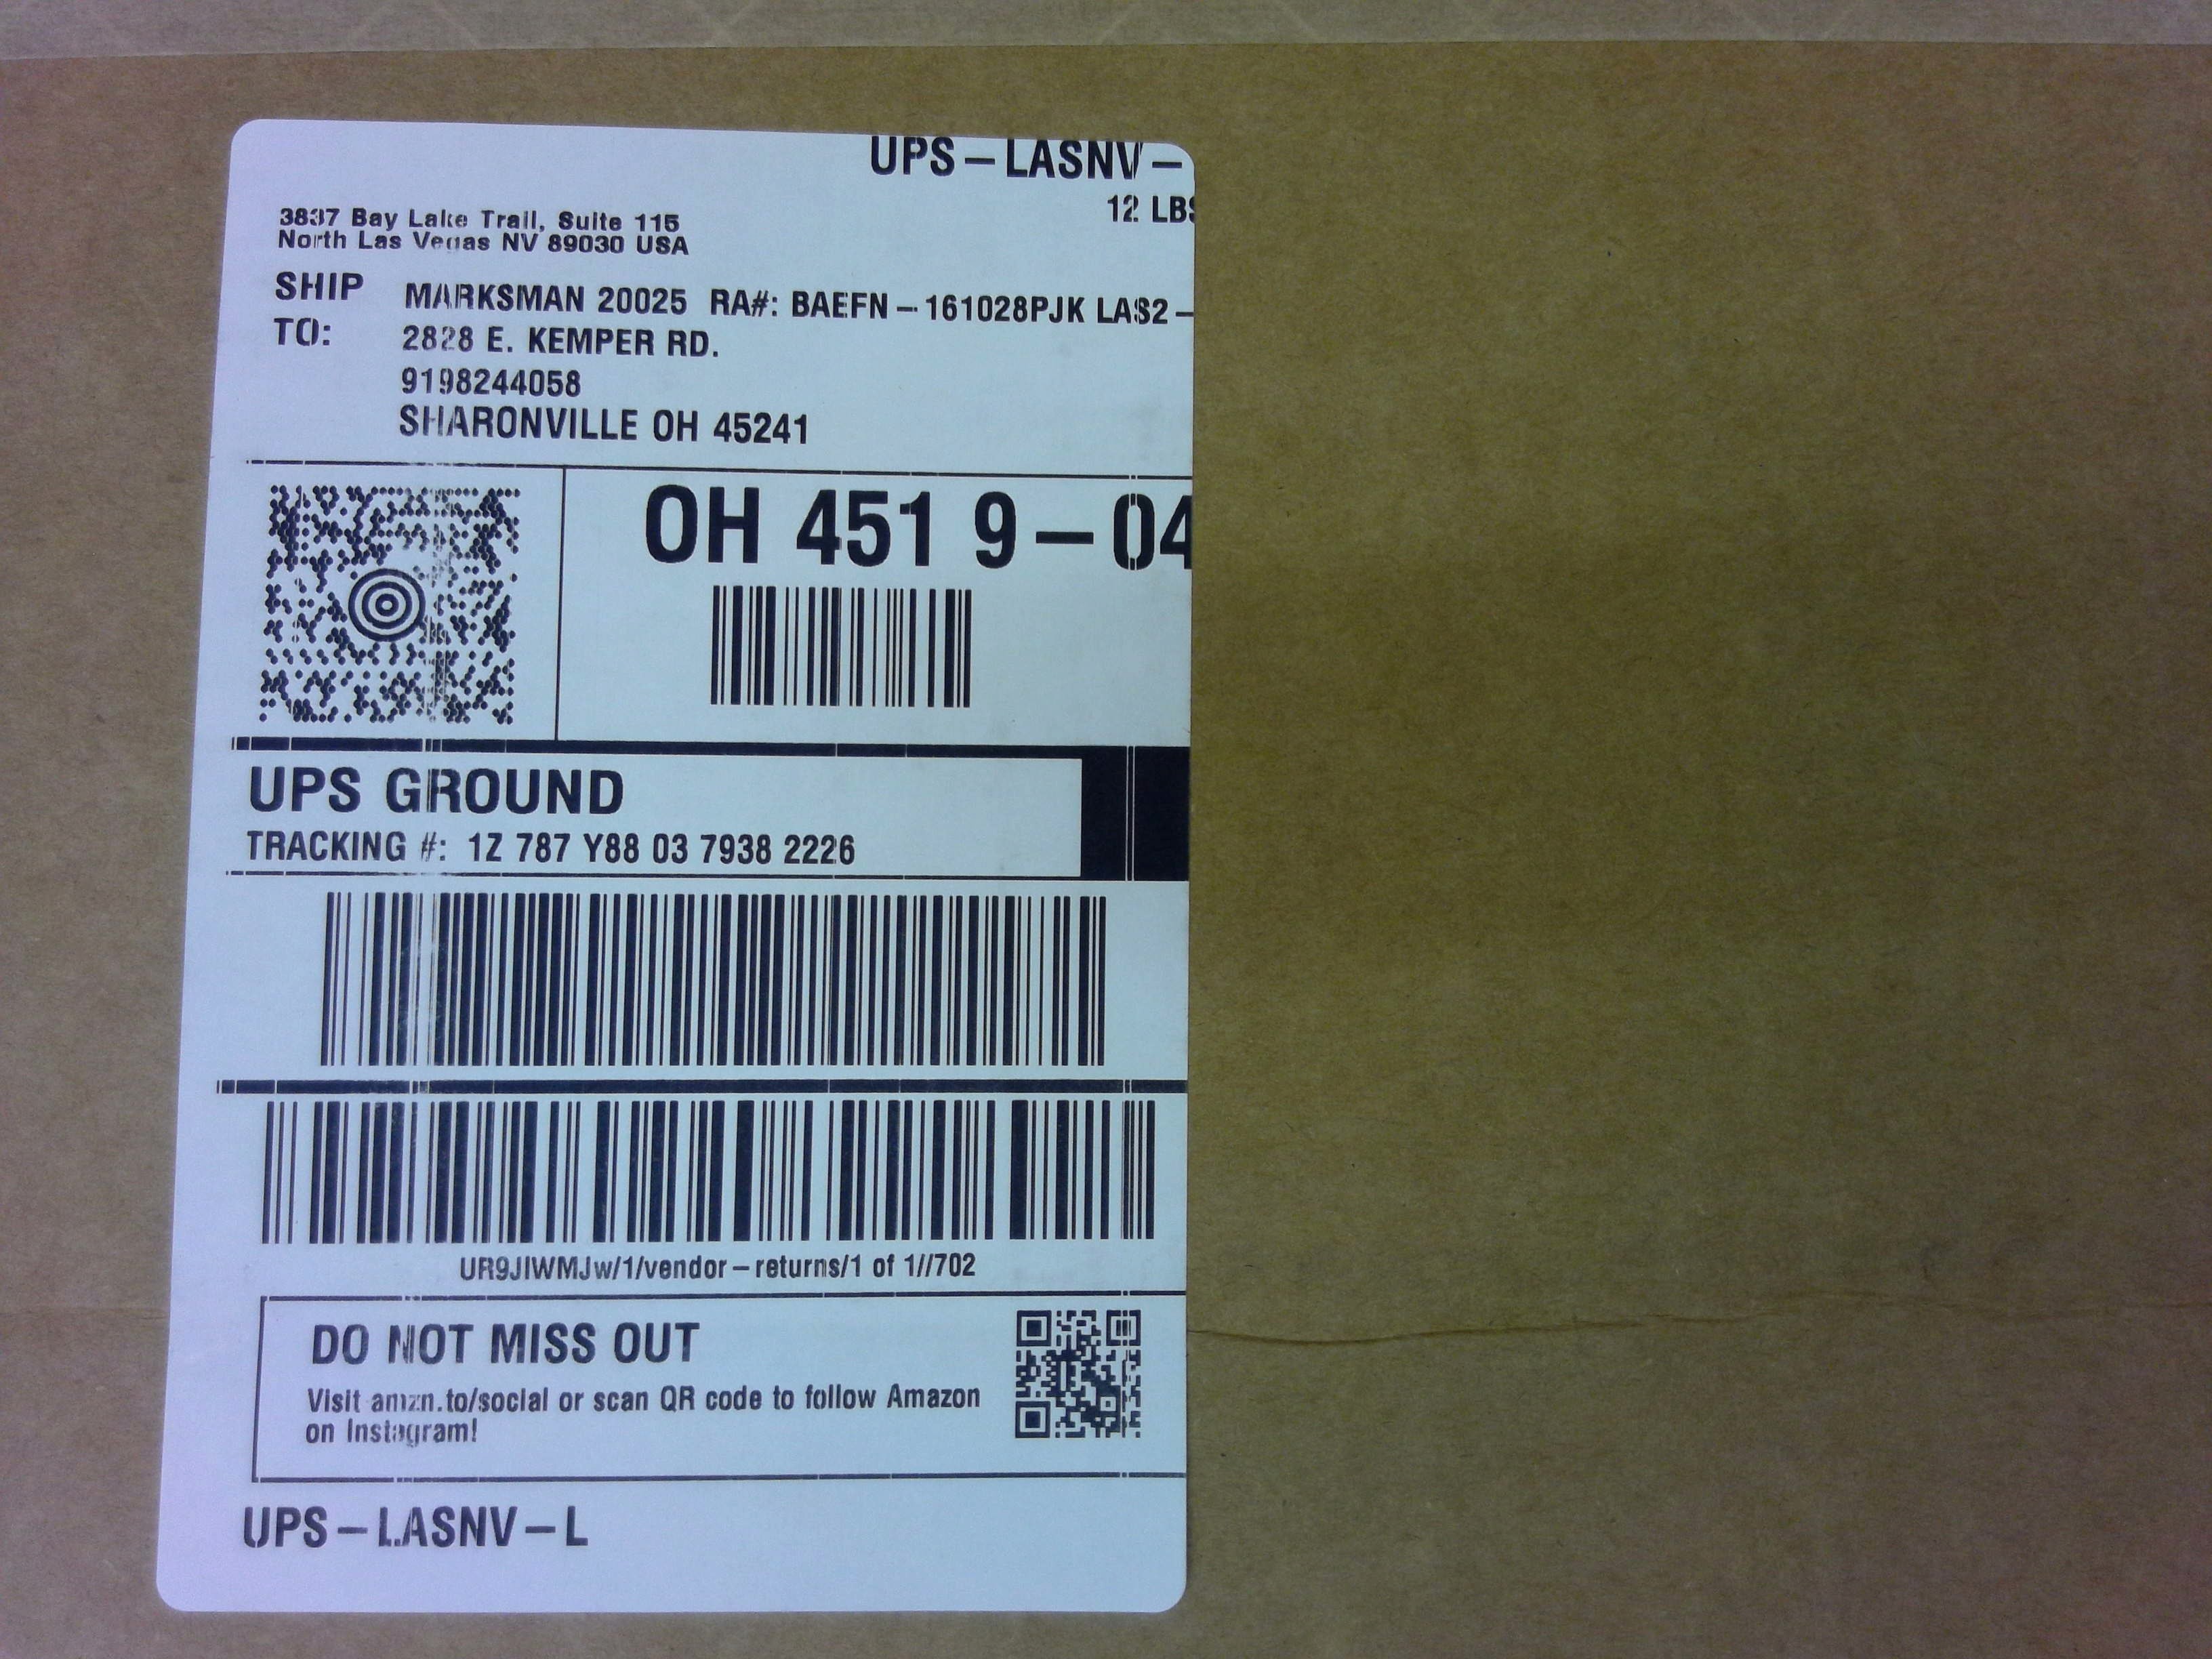 UPS – LASNV –
12 LBS
3837 Bay Lake Trail, Suite 115
North Las Vegas NV 89030 USA
SHIP TO:
MARKSMAN 20025 RA#: BAEFN – 161028PJK LAS2 –
2828 E. KEMPER RD.
9198244058
SHARONVILLE OH 45241
OH 451 9 – 04
UPS GROUND
TRACKING #: 1Z 787 Y88 03 7938 2226
UR9JIWMJw/1/vendor – returns/1 of 1//702
DO NOT MISS OUT
Visit amzn.to/social or scan QR code to follow Amazon
on Instagram!
UPS – LASNV – L